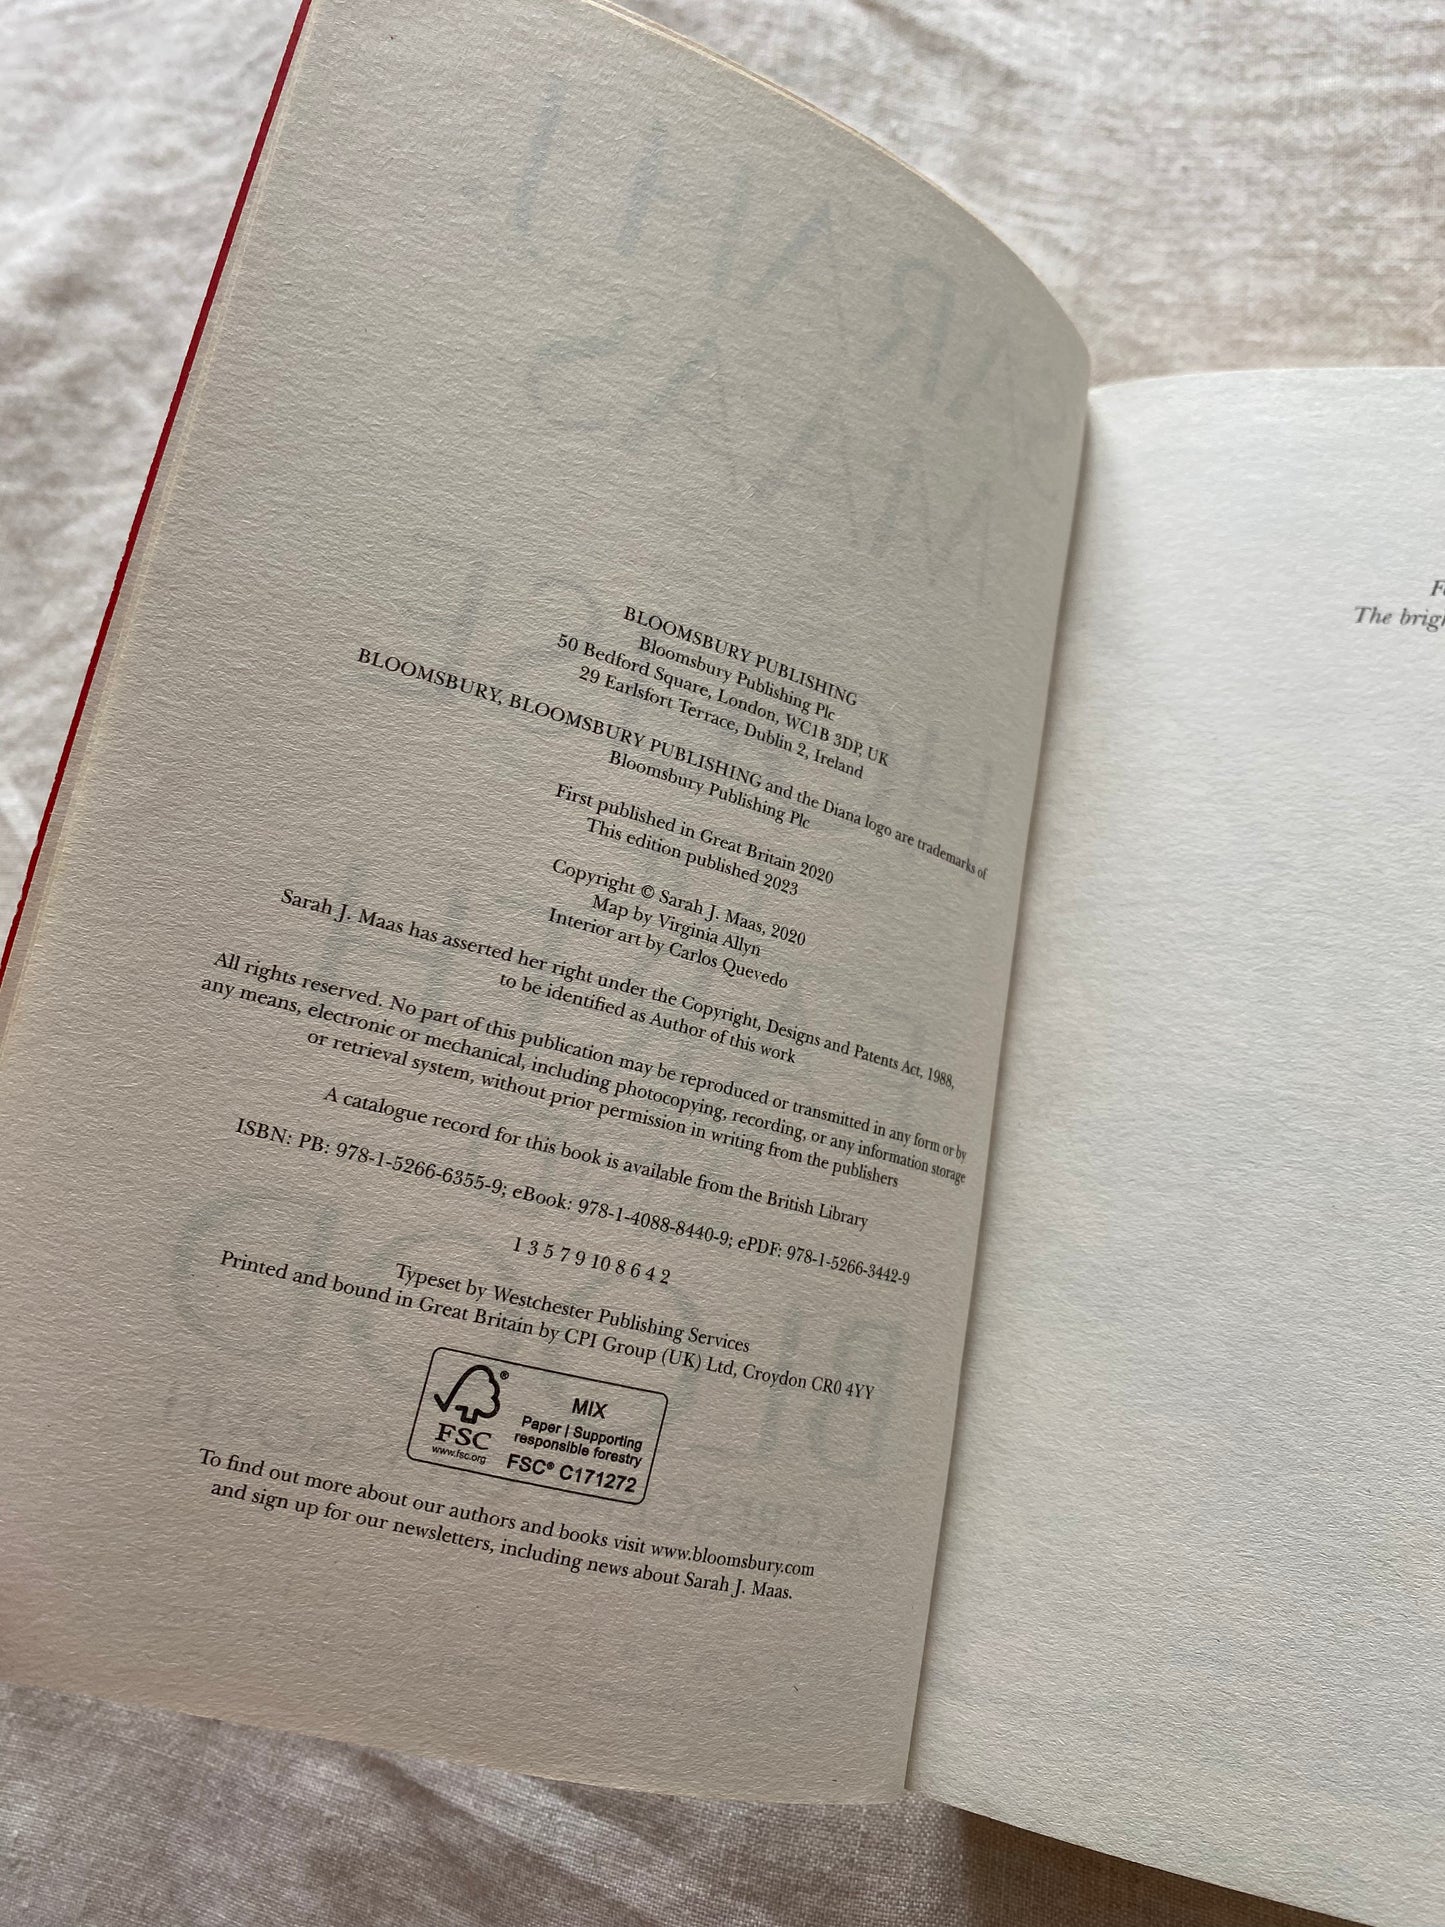 BLOOMSBURY PUBLISHING
Bloomsbury Publishing Plc
50 Bedford Square, London, WC1B 3DP, UK
29 Earlsfort Terrace, Dublin 2, Ireland
BLOOMSBURY, BLOOMSBURY PUBLISHING and the Diana logo are trademarks of
Bloomsbury Publishing Plc
First published in Great Britain 2020
This edition published 2023
Copyright © Sarah J. Maas, 2020
Map by Virginia Allyn
Interior art by Carlos Quevedo
Sarah J. Maas has asserted her right under the Copyright, Designs and Patents Act, 1988,
to be identified as Author of this work
All rights reserved. No part of this publication may be reproduced or transmitted in any form or by
any means, electronic or mechanical, including photocopying, recording, or any information storage
or retrieval system, without prior permission in writing from the publishers
A catalogue record for this book is available from the British Library
ISBN: PB: 978-1-5266-6355-9; eBook: 978-1-4088-8440-9; ePDF: 978-1-5266-3442-9
1 3 5 7 9 10 8 6 4 2
Typeset by Westchester Publishing Services
Printed and bound in Great Britain by CPI Group (UK) Ltd, Croydon CR0 4YY
®
FSC
www.fsc.org
MIX
Paper | Supporting
responsible forestry
FSC® C171272
To find out more about our authors and books visit www.bloomsbury.com
and sign up for our newsletters, including news about Sarah J. Maas.
The